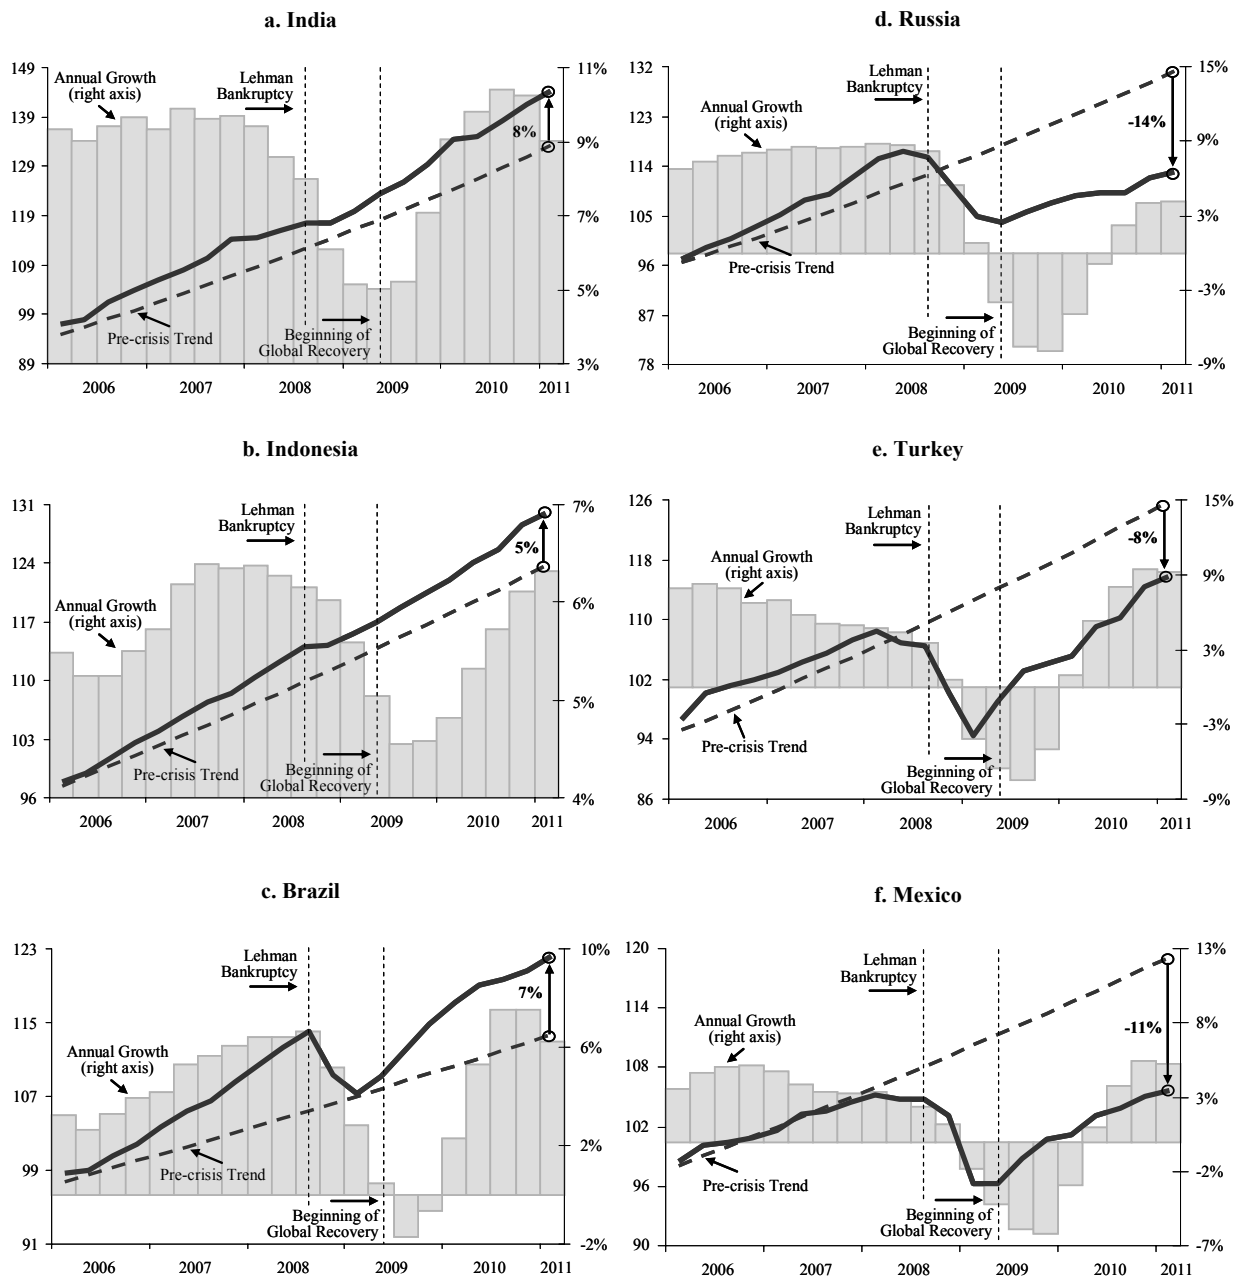 a. India
149
139
129
119
109
99
89
11%
9%
7%
5%
3%
Annual Growth
(right axis)
Lehman
Bankruptcy
8%
Pre-crisis Trend
Beginning of
Global Recovery
2006 2007 2008 2009 2010 2011
d. Russia
132
123
114
105
96
87
78
15%
9%
3%
-3%
-9%
Lehman
Bankruptcy
Annual Growth
(right axis)
-14%
Pre-crisis Trend
Beginning of
Global Recovery
2006 2007 2008 2009 2010 2011
b. Indonesia
131
124
117
110
103
96
7%
6%
5%
4%
Lehman
Bankruptcy
5%
Annual Growth
(right axis)
Pre-crisis Trend
Beginning of
Global Recovery
2006 2007 2008 2009 2010 2011
e. Turkey
126
118
110
102
94
86
15%
9%
3%
-3%
-9%
Lehman
Bankruptcy
-8%
Annual Growth
(right axis)
Pre-crisis Trend
Beginning of
Global Recovery
2006 2007 2008 2009 2010 2011
c. Brazil
123
115
107
99
91
10%
6%
2%
-2%
Lehman
Bankruptcy
7%
Annual Growth
(right axis)
Pre-crisis Trend
Beginning of
Global Recovery
2006 2007 2008 2009 2010 2011
f. Mexico
120
114
108
102
96
90
13%
8%
3%
-2%
-7%
Lehman
Bankruptcy
Annual Growth
(right axis)
-11%
Pre-crisis Trend
Beginning of
Global Recovery
2006 2007 2008 2009 2010 2011